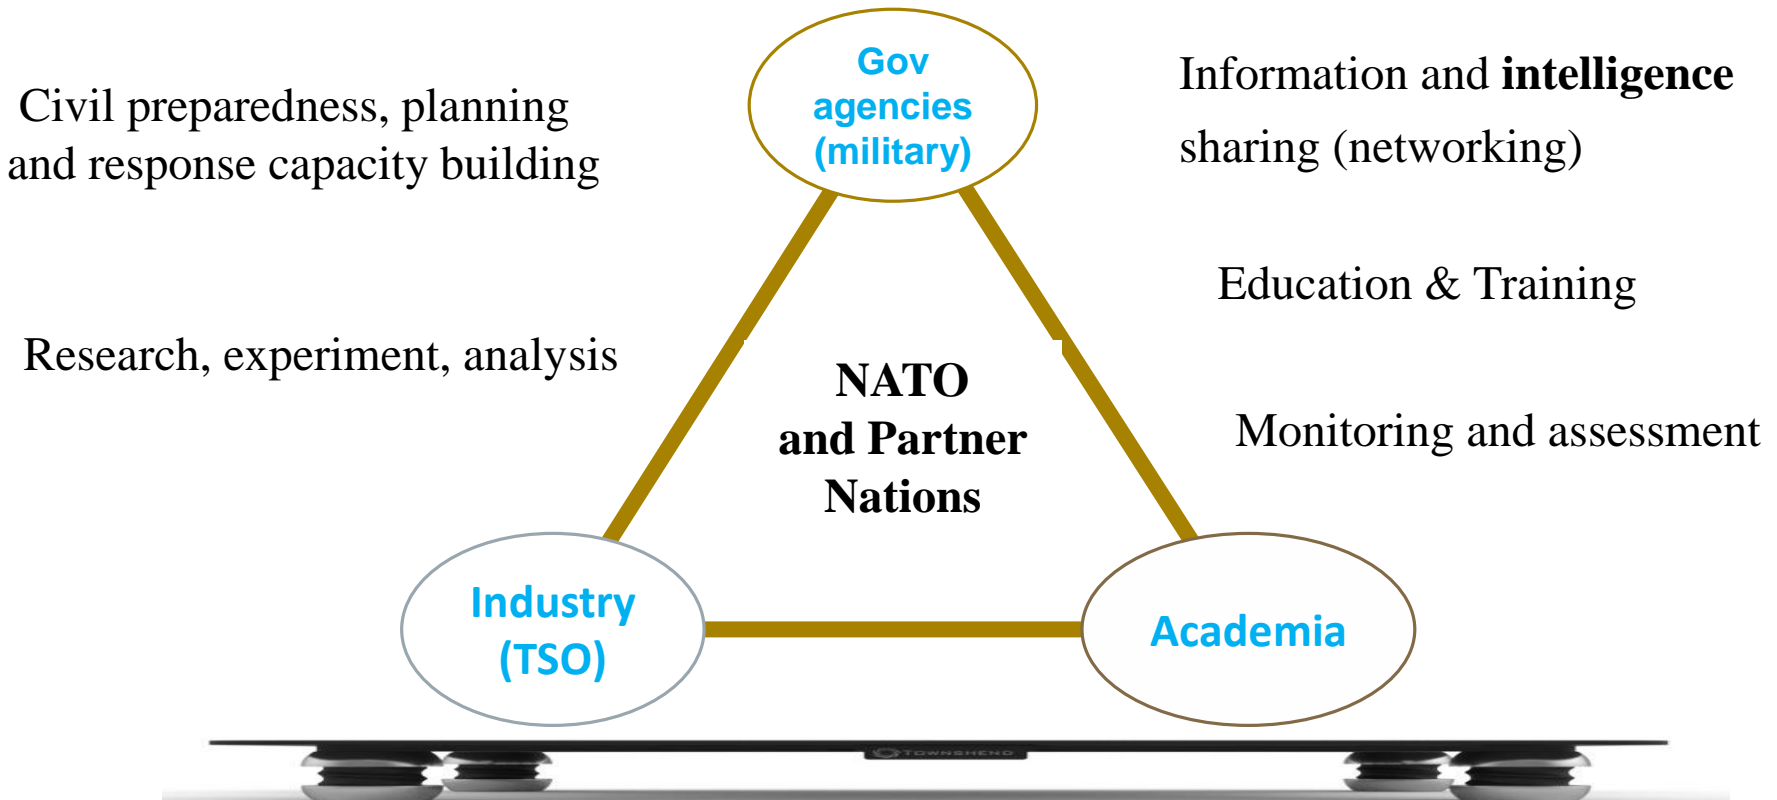 Gov
agencies
(military)
Civil preparedness, planning
and response capacity building
Information and intelligence
sharing (networking)
Education & Training
Research, experiment, analysis
NATO
and Partner
Nations
Monitoring and assessment
Industry
(TSO)
Academia
TOWNSHEND